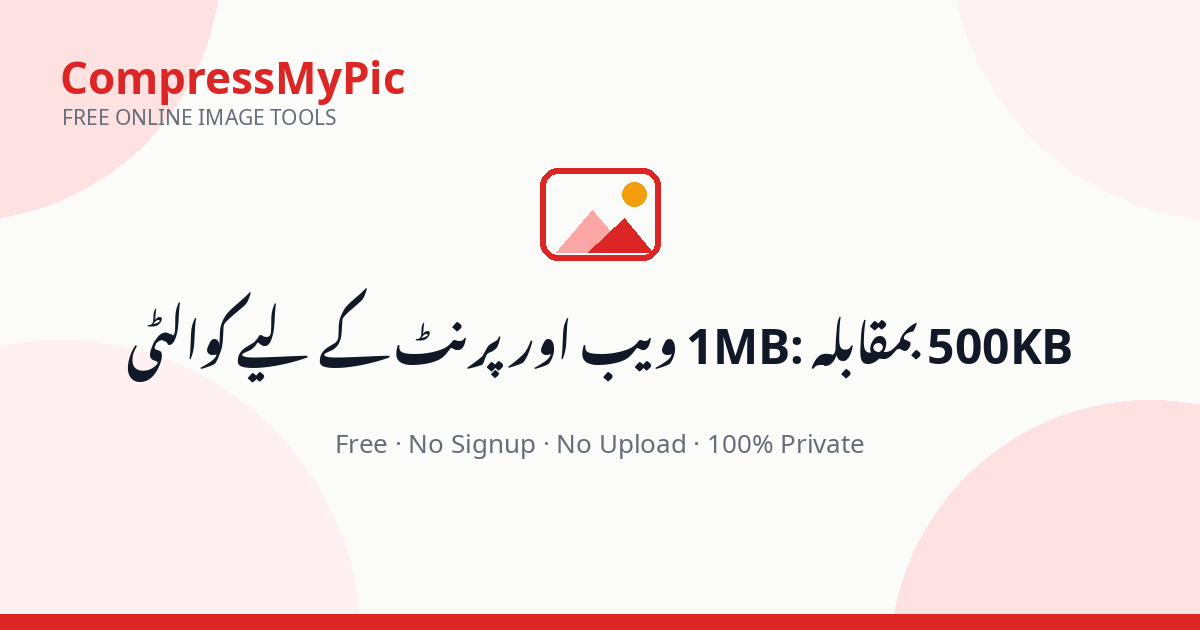 CompressMyPic
FREE ONLINE IMAGE TOOLS
500KB بمقابلہ 1MB: ویب اور پرنٹ کے لیے کوالٹی
Free · No Signup · No Upload · 100% Private